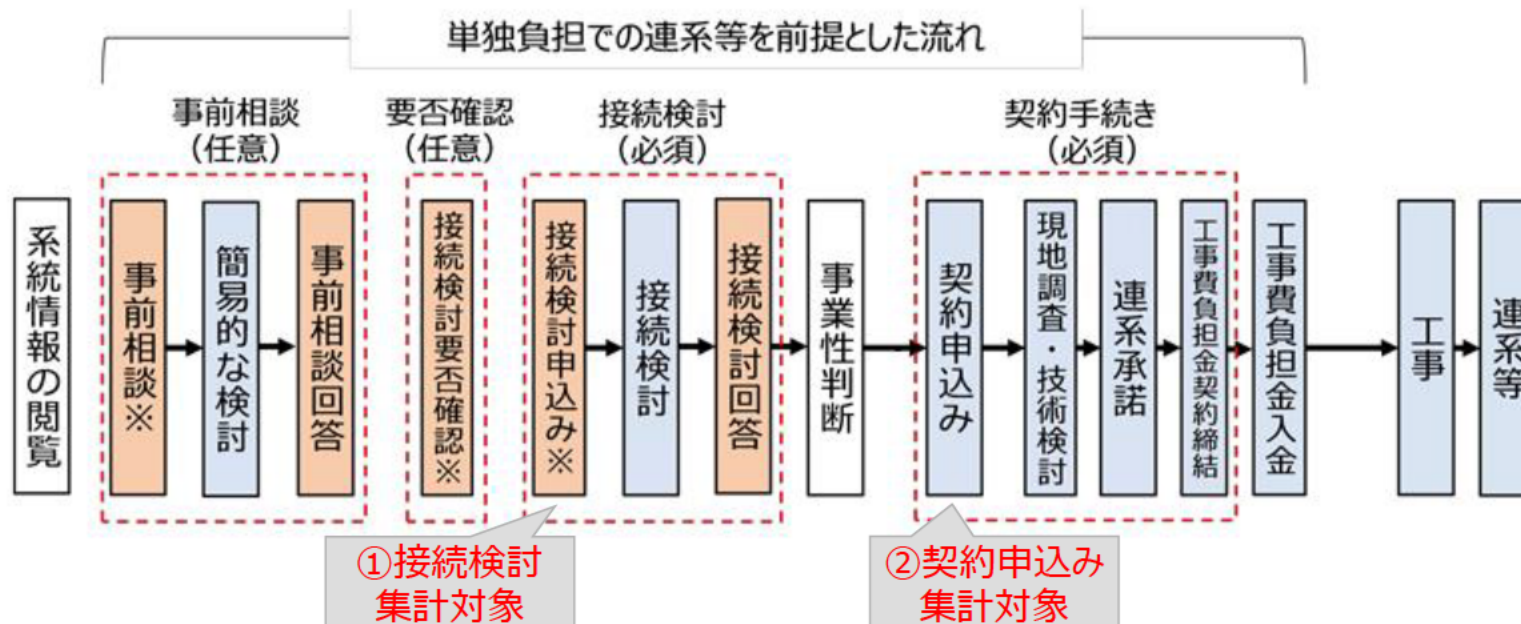 単独負担での連系等を前提とした流れ
事前相談
(任意)
要否確認
(任意)
接続検討
(必須)
契約手続き
(必須)
系統情報の閲覧
事前相談※
簡易的な検討
事前相談回答
接続検討要否確認※
接続検討申込み※
接続検討
接続検討回答
事業性判断
契約申込み
現地調査・技術検討
連系承諾
工事費負担金契約締結
工事費負担金入金
工事
連系等
①接続検討
集計対象
②契約申込み
集計対象